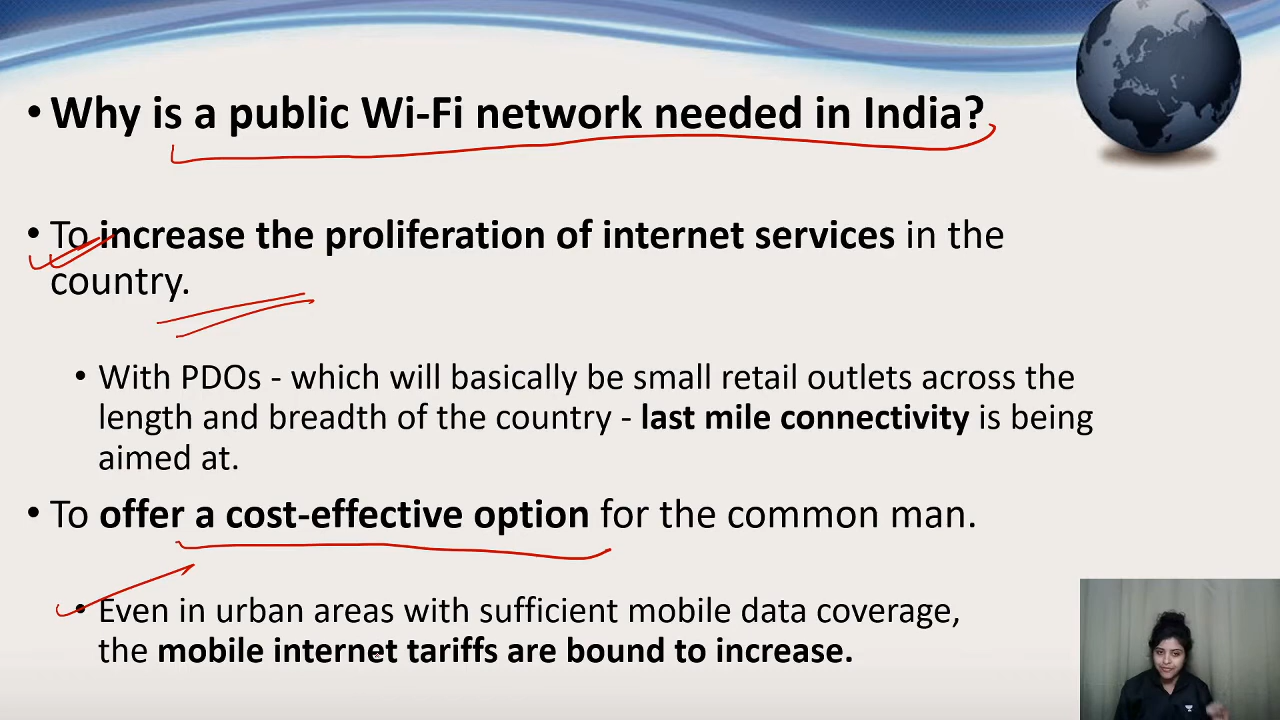 • Why is a public Wi-Fi network needed in India?
• To increase the proliferation of internet services in the
country.
• With PDOs - which will basically be small retail outlets across the
length and breadth of the country - last mile connectivity is being
aimed at.
• To offer a cost-effective option for the common man.
• Even in urban areas with sufficient mobile data coverage,
the mobile internet tariffs are bound to increase.